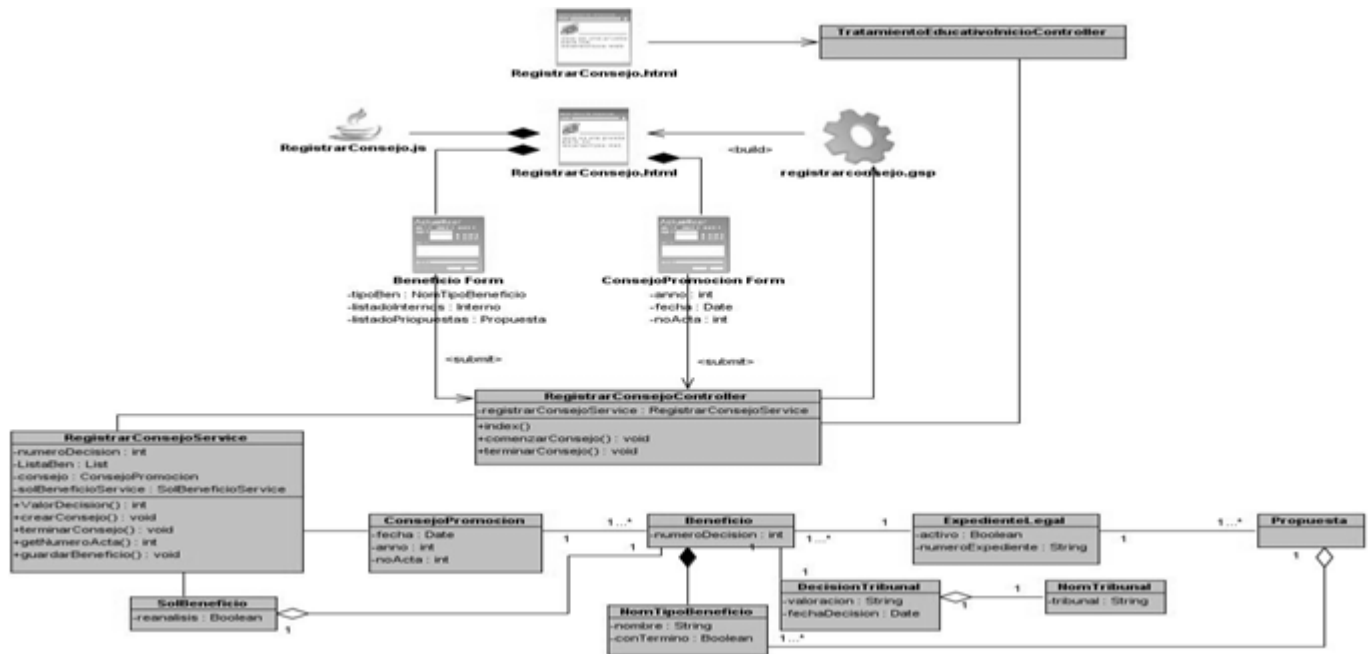 RegistrarConsejo.html
TratamientoEducativoInicioController
RegistrarConsejo.js
RegistrarConsejo.html
<build>
registrarconsejo.gsp
Beneficio Form
-tipoBen : NomTipoBeneficio
-listadoInternos : Interno
-listadoPriopuestas : Propuesta
ConsejoPromocion Form
-anno : int
-fecha : Date
-noActa : int
<submit>
<submit>
RegistrarConsejoController
-registrarConsejoService : RegistrarConsejoService
+index()
+comenzarConsejo() : void
+terminarConsejo() : void
RegistrarConsejoService
-numeroDecision : int
-ListaBen : List
-consejo : ConsejoPromocion
-solBeneficioService : SolBeneficioService
+ValorDecision() : int
+crearConsejo() : void
+terminarConsejo() : void
+getNumeroActa() : int
+guardarBeneficio() : void
ConsejoPromocion
-fecha : Date
-anno : int
-noActa : int
1
1...*
Beneficio
-numeroDecision : int
1
1
1...*
1
ExpedienteLegal
-activo : Boolean
-numeroExpediente : String
1
1...*
Propuesta
1
SolBeneficio
-reanalisis : Boolean
1
NomTipoBeneficio
-nombre : String
-conTermino : Boolean
1...*
1
DecisionTribunal
-valoracion : String
-fechaDecision : Date
1
1
NomTribunal
-tribunal : String